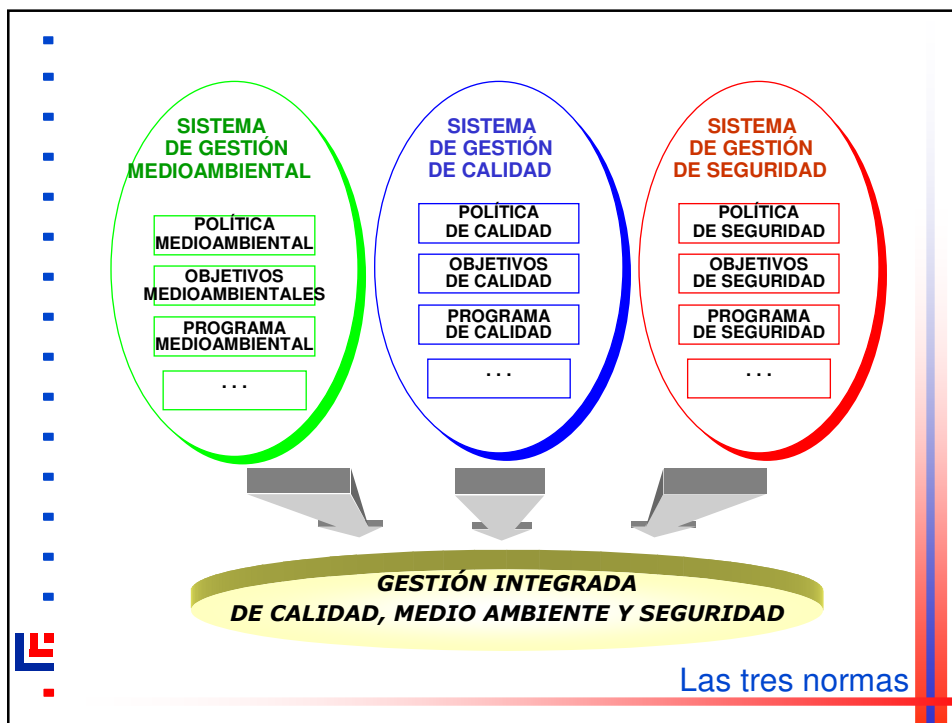 SISTEMA
DE GESTIÓN
MEDIOAMBIENTAL
POLÍTICA
MEDIOAMBIENTAL
OBJETIVOS
MEDIOAMBIENTALES
PROGRAMA
MEDIOAMBIENTAL
. . .
SISTEMA
DE GESTIÓN
DE CALIDAD
POLÍTICA
DE CALIDAD
OBJETIVOS
DE CALIDAD
PROGRAMA
DE CALIDAD
. . .
SISTEMA
DE GESTIÓN
DE SEGURIDAD
POLÍTICA
DE SEGURIDAD
OBJETIVOS
DE SEGURIDAD
PROGRAMA
DE SEGURIDAD
. . .
GESTIÓN INTEGRADA
DE CALIDAD, MEDIO AMBIENTE Y SEGURIDAD
Las tres normas